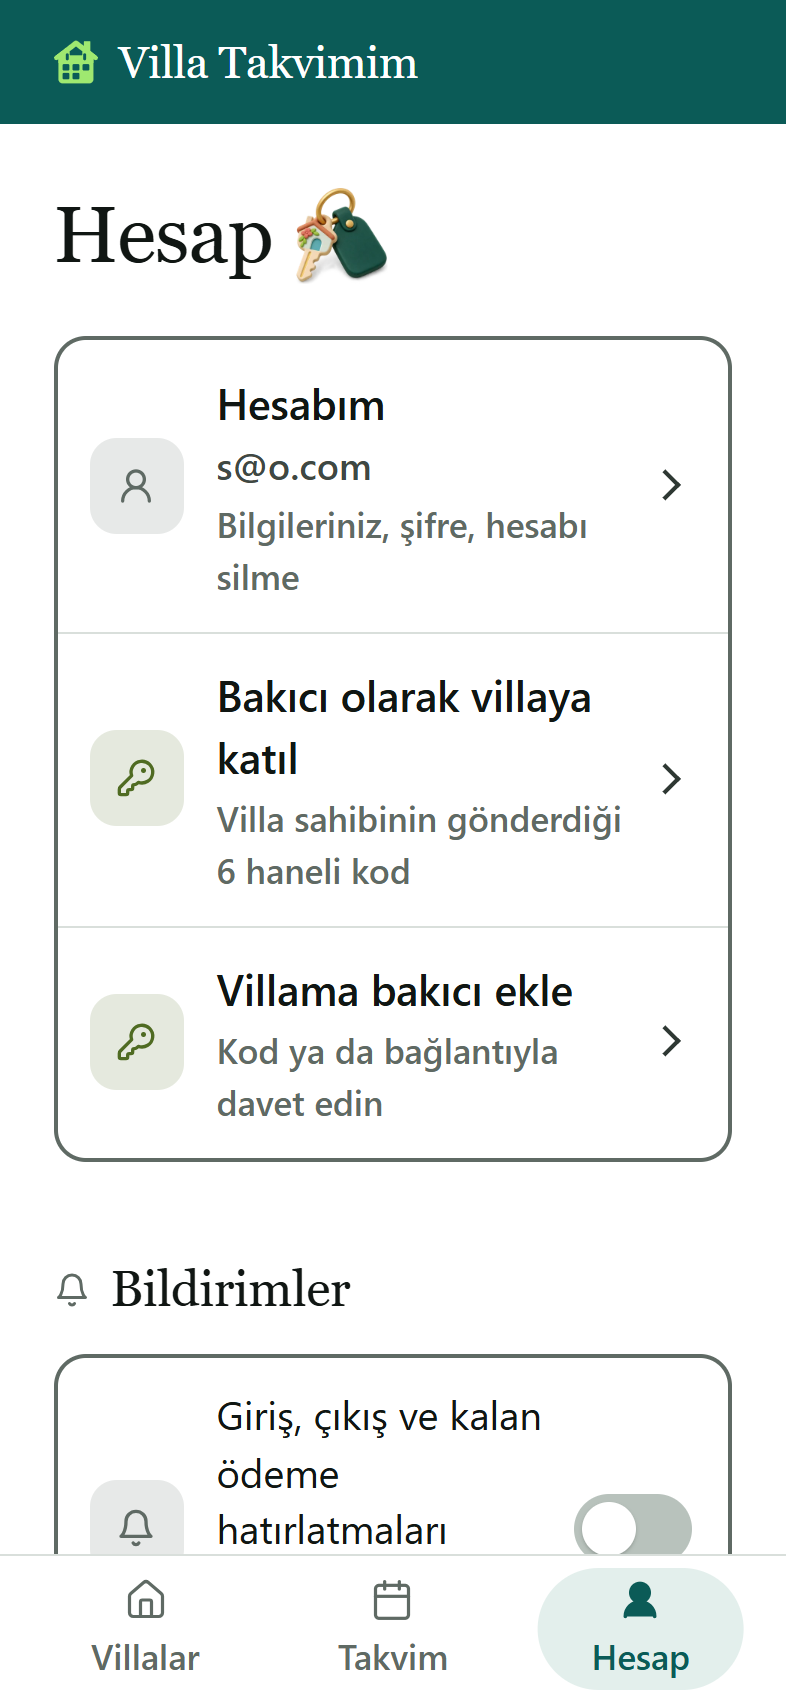 Villa Takvimim
Hesap
Hesabım
s@o.com
Bilgileriniz, şifre, hesabı
silme
Bakıcı olarak villaya
katıl
Villa sahibinin gönderdiği
6 haneli kod
Villama bakıcı ekle
Kod ya da bağlantıyla
davet edin
Bildirimler
Giriş, çıkış ve kalan
ödeme
hatırlatmaları
Villalar
Takvim
Hesap